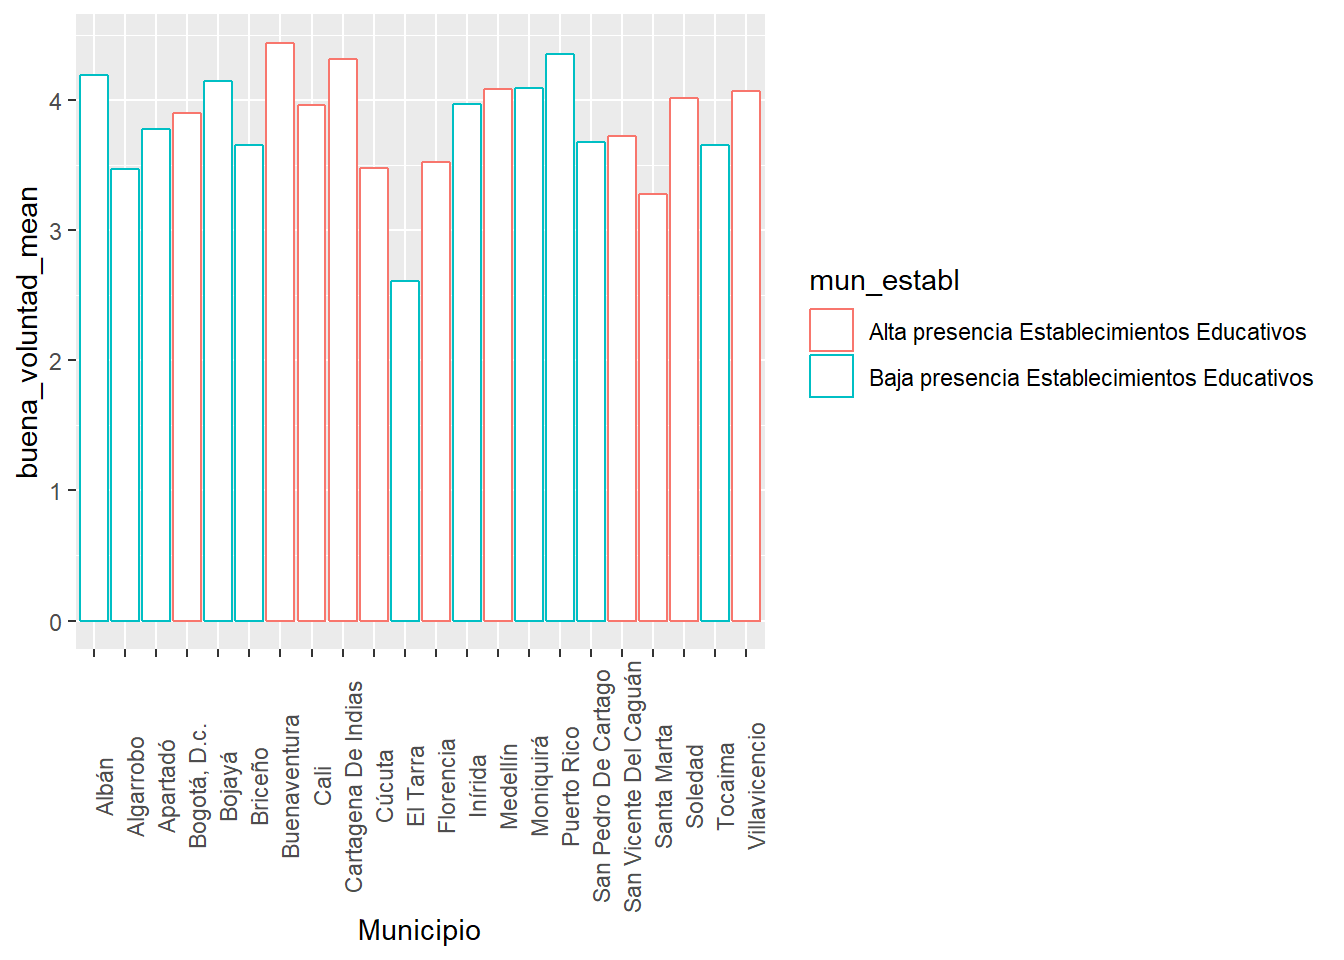 buena_voluntad_mean
4
3
2
1
0
Albán
Algarrobo
Apartadó
Bogotá, D.c.
Bojayá
Briceño
Buenaventura
Cali
Cartagena De Indias
Cúcuta
El Tarra
Florencia
Inírida
Medellín
Moniquirá
Puerto Rico
San Pedro De Cartago
San Vicente Del Caguán
Santa Marta
Soledad
Tocaima
Villavicencio
Municipio
mun_establ
Alta presencia Establecimientos Educativos
Baja presencia Establecimientos Educativos